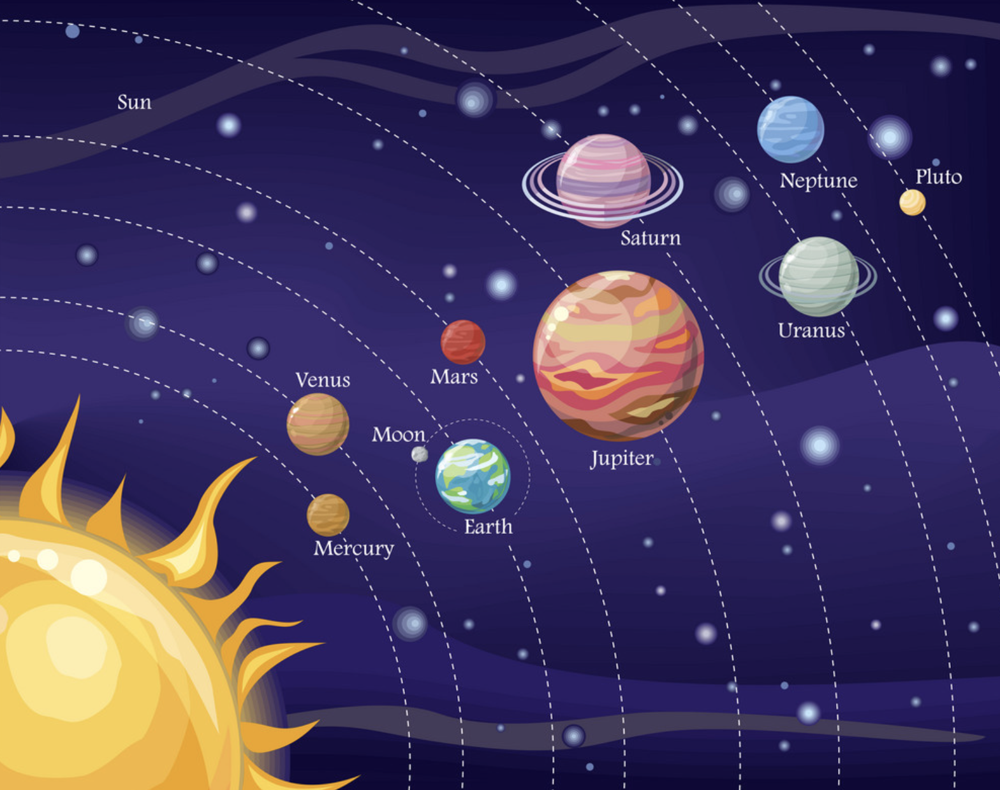 Sun
Neptune
Pluto
Saturn
Uranus
Venus
Mars
Moon
Jupiter
Earth
Mercury